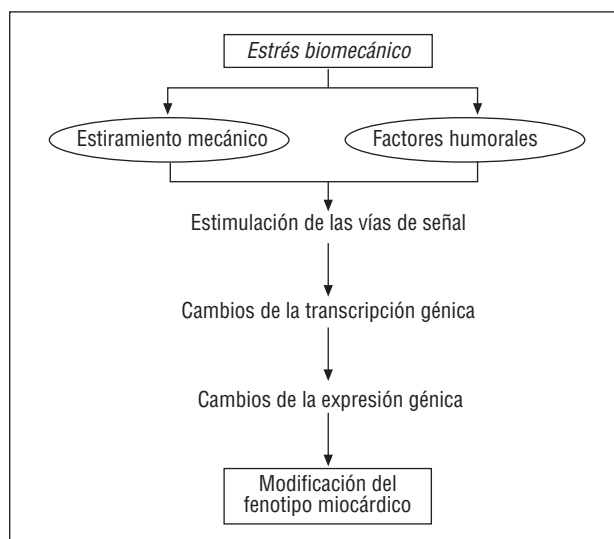 Estrés biomecánico
Estiramiento mecánico
Factores humorales
Estimulación de las vías de señal
Cambios de la transcripción génica
Cambios de la expresión génica
Modificación del
fenotipo miocárdico